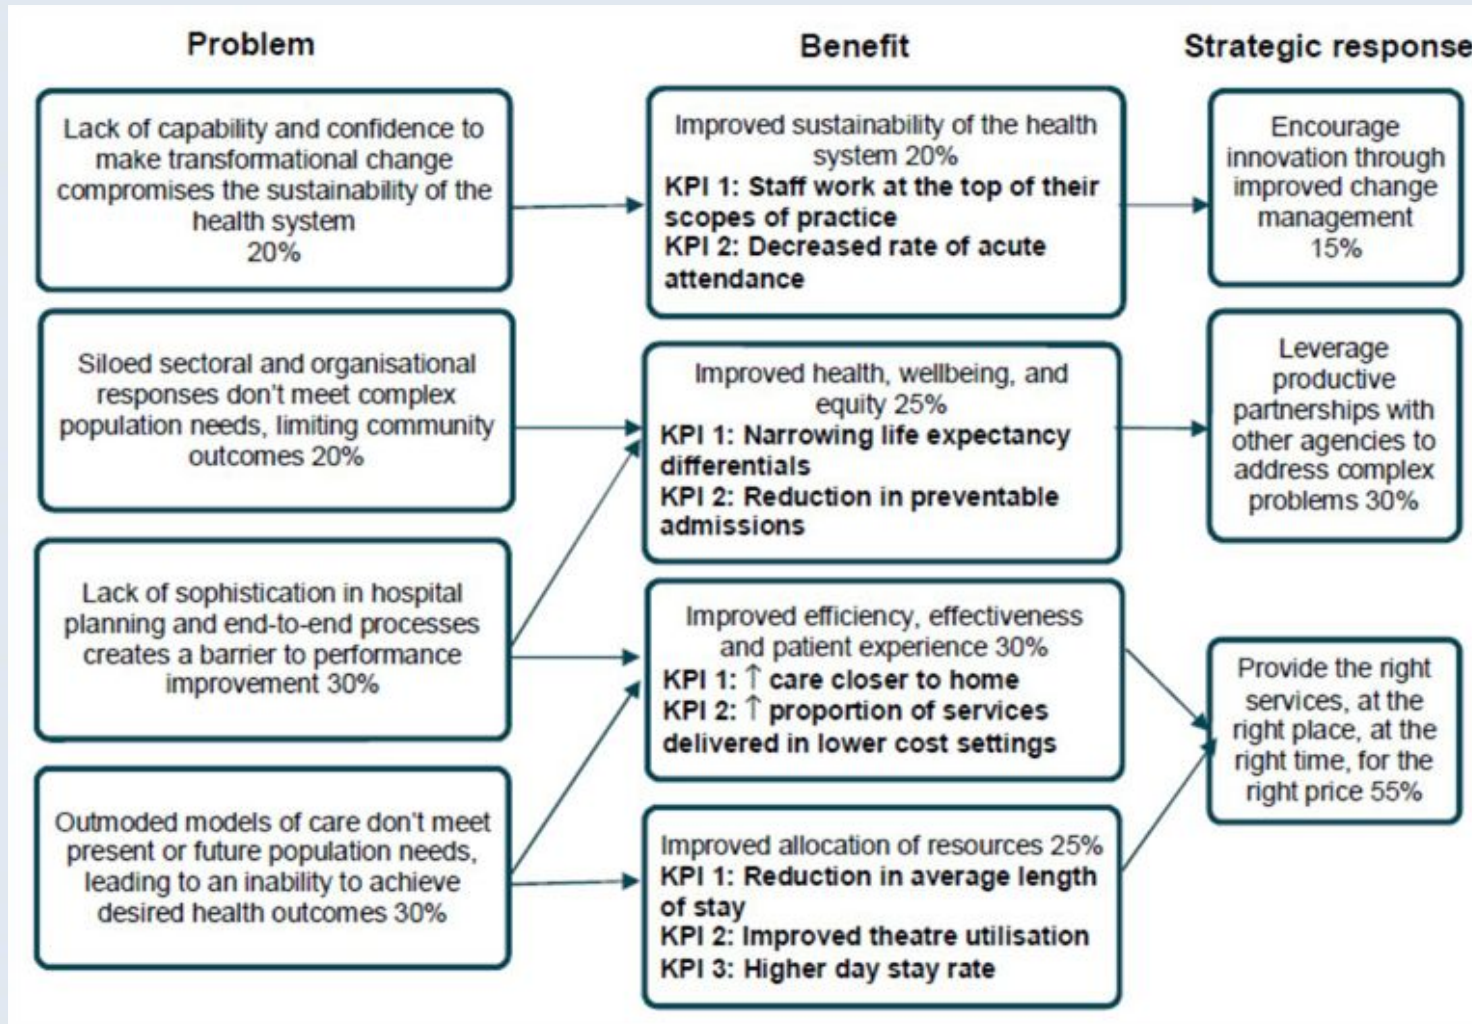 Problem
Benefit
Strategic response
Lack of capability and confidence to
make transformational change
compromises the sustainability of the
health system
20%
Siloed sectoral and organisational
responses don't meet complex
population needs, limiting community
outcomes 20%
Lack of sophistication in hospital
planning and end-to-end processes
creates a barrier to performance
improvement 30%
Outmoded models of care don't meet
present or future population needs,
leading to an inability to achieve
desired health outcomes 30%
Improved sustainability of the health
system 20%
KPI 1: Staff work at the top of their
scopes of practice
KPI 2: Decreased rate of acute
attendance
Improved health, wellbeing, and
equity 25%
KPI 1: Narrowing life expectancy
differentials
KPI 2: Reduction in preventable
admissions
Improved efficiency, effectiveness
and patient experience 30%
KPI 1: ↑ care closer to home
KPI 2: ↑ proportion of services
delivered in lower cost settings
Improved allocation of resources 25%
KPI 1: Reduction in average length
of stay
KPI 2: Improved theatre utilisation
KPI 3: Higher day stay rate
Encourage
innovation through
improved change
management
15%
Leverage
productive
partnerships with
other agencies to
address complex
problems 30%
Provide the right
services, at the
right place, at the
right time, for the
right price 55%